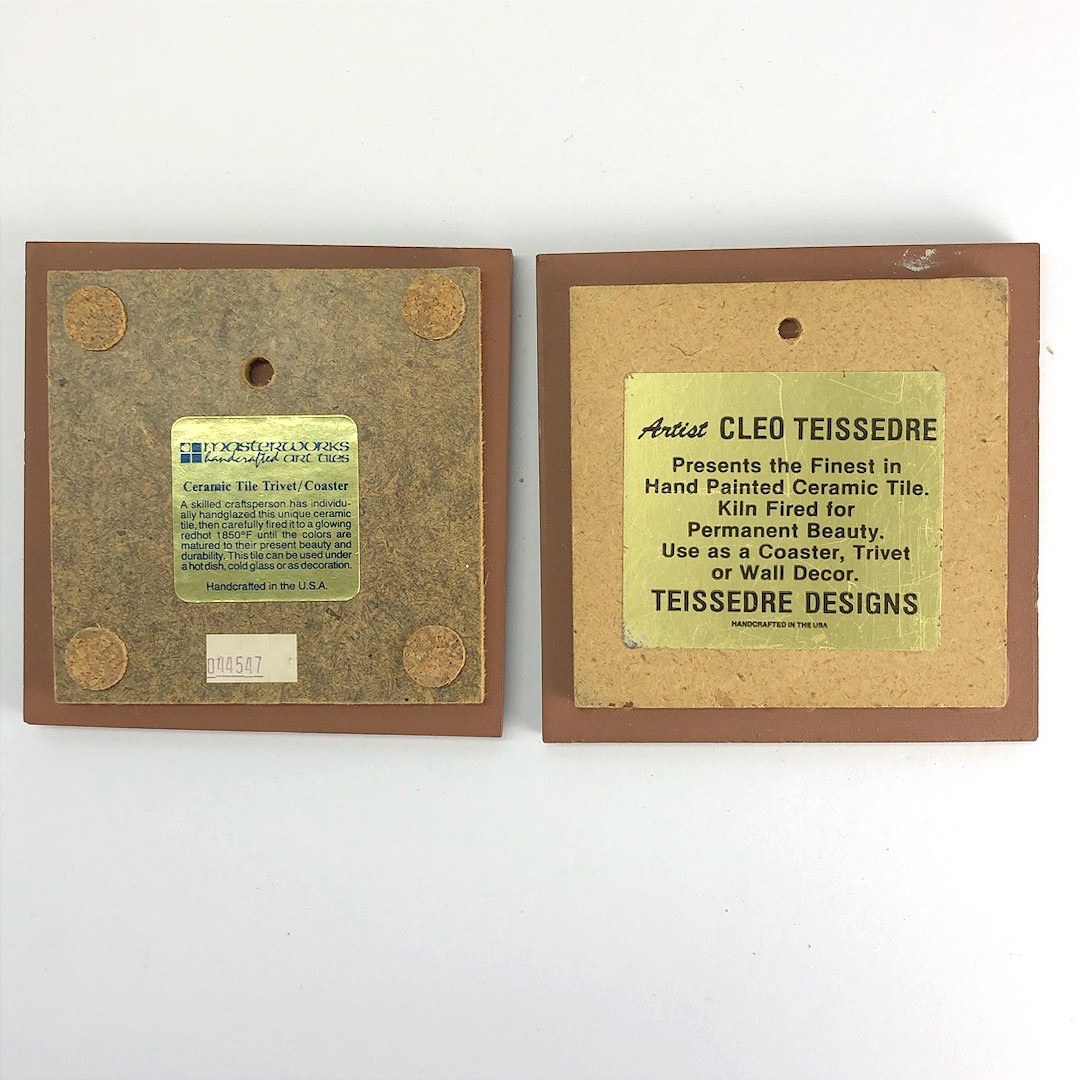 masterworks
handcrafted art tiles
Ceramic Tile Trivet/Coaster
A skilled craftsperson has individu-
ally handglazed this unique ceramic
tile, then carefully fired it to a glowing
redhot 1850°F until the colors are
matured to their present beauty and
durability. This tile can be used under
a hot dish, cold glass or as decoration.
Handcrafted in the U.S.A.
044547
Artist CLEO TEISSEDRE
Presents the Finest in
Hand Painted Ceramic Tile.
Kiln Fired for
Permanent Beauty.
Use as a Coaster, Trivet
or Wall Decor.
TEISSEDRE DESIGNS
HANDCRAFTED IN THE USA